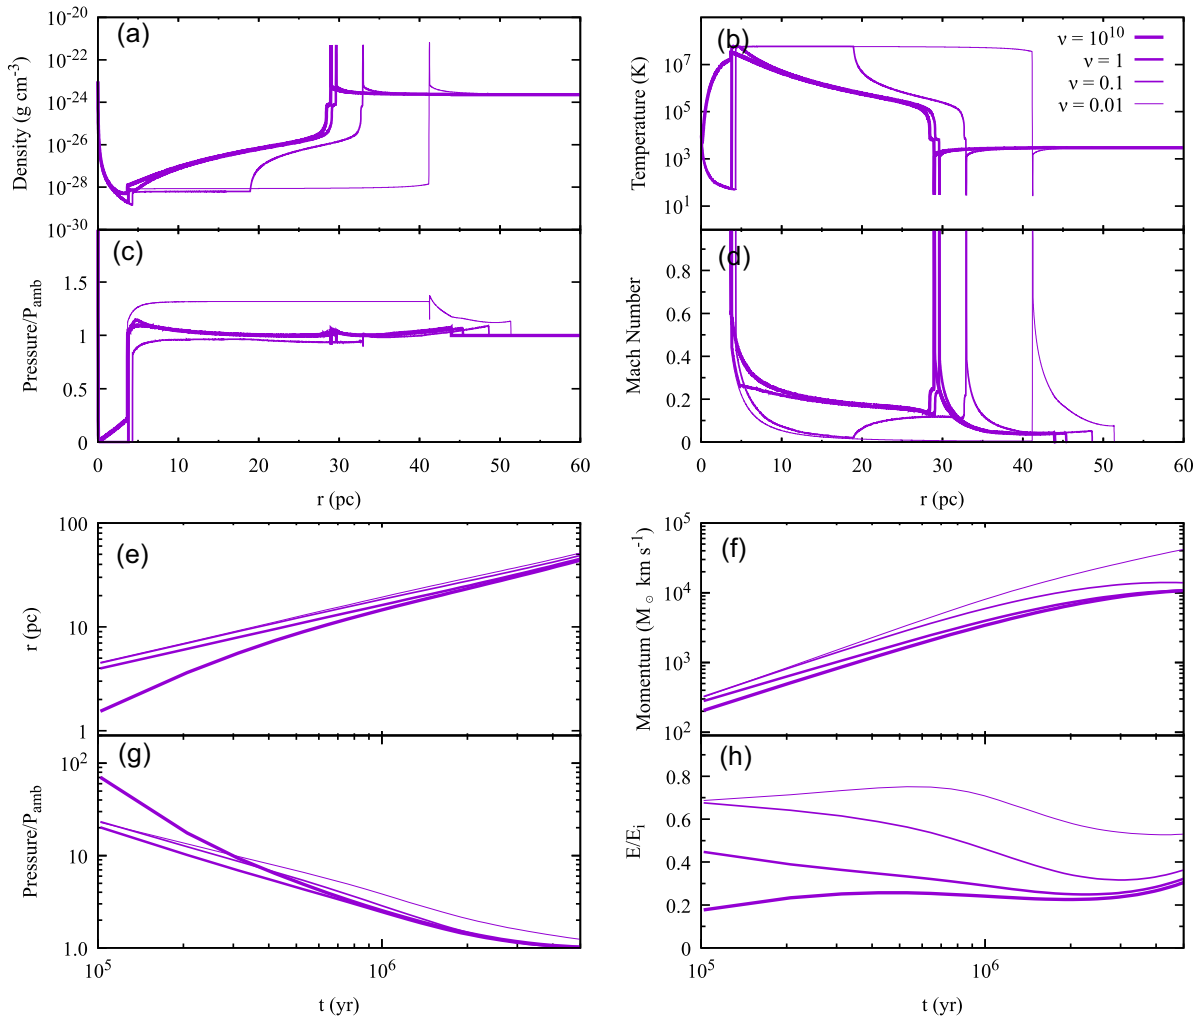 (a)
Density (g cm-3)
10-20
10-22
10-24
10-26
10-28
10-30
(b)
Temperature (K)
107
105
103
101
ν = 1010
ν = 1
ν = 0.1
ν = 0.01
(c)
Pressure/Pamb
1.5
1
0.5
0
0 10 20 30 40 50 60
r (pc)
(d)
Mach Number
0.8
0.6
0.4
0.2
0
0 10 20 30 40 50 60
r (pc)
(e)
r (pc)
100
10
1
(f)
Momentum (M☉ km s-1)
105
104
103
102
(g)
Pressure/Pamb
102
10
1.0
105 106
t (yr)
(h)
E/Ei
0.8
0.6
0.4
0.2
0
105 106
t (yr)